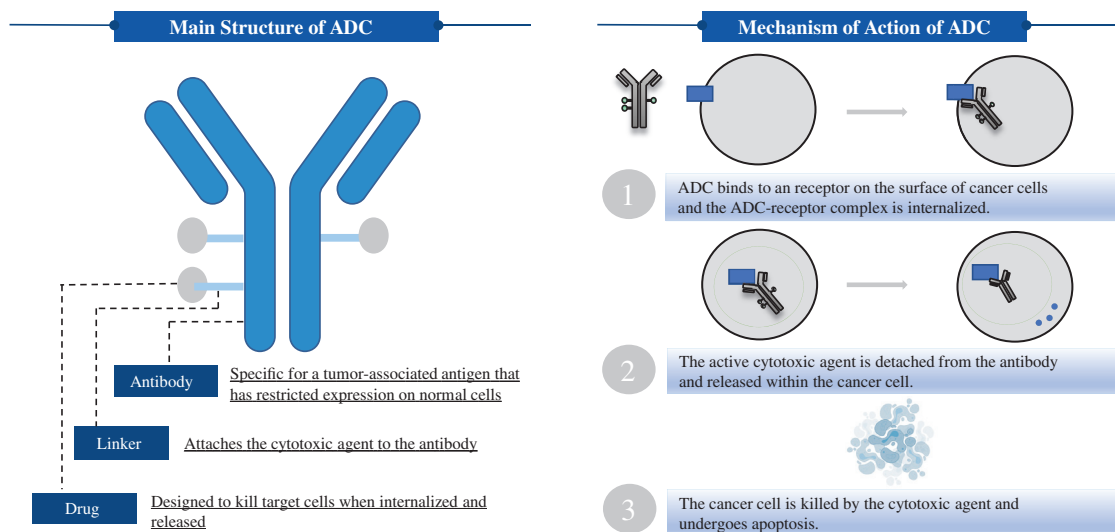 Main Structure of ADC
Antibody
Specific for a tumor-associated antigen that
has restricted expression on normal cells
Linker
Attaches the cytotoxic agent to the antibody
Drug
Designed to kill target cells when internalized and
released
Mechanism of Action of ADC
1
ADC binds to an receptor on the surface of cancer cells
and the ADC-receptor complex is internalized.
2
The active cytotoxic agent is detached from the antibody
and released within the cancer cell.
3
The cancer cell is killed by the cytotoxic agent and
undergoes apoptosis.